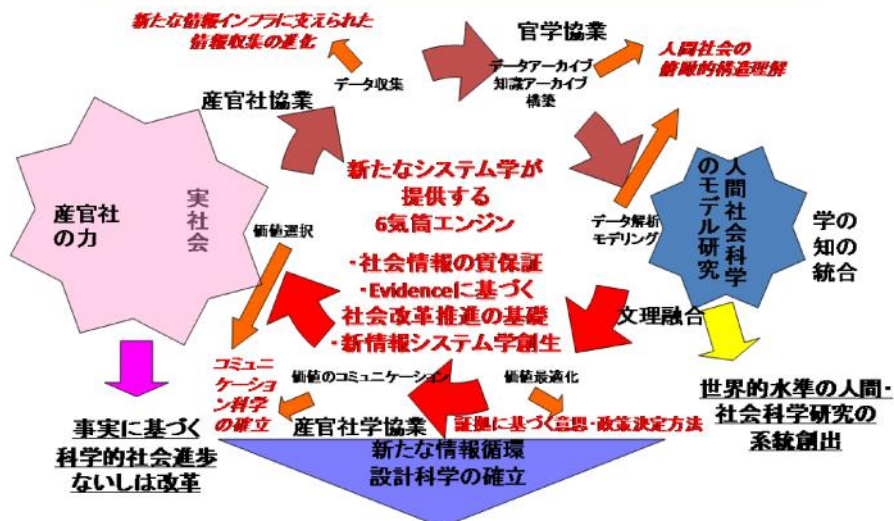 新たな情報インフラに支えられた
情報収集の進化
官学協業
人間社会の
俯瞰的構造理解
データ収集
データアーカイブ
知識アーカイブ
構築
産官社協業
新たなシステム学が
提供する
6気筒エンジン
産官社
の力
実社会
価値選択
データ解析
モデリング
人間社会科学
のモデル研究
学の
知の
統合
・社会情報の質保証
・Evidenceに基づく
社会改革推進の基礎
・新情報システム学創生
文理融合
コミュニ
ケーショ
ン科学
の確立
価値のコミュニケーション
価値最適化
産官社学協業
証拠に基づく意思・政策決定方法
世界的水準の人間・
社会科学研究の
系統創出
事実に基づく
科学的社会進歩
ないしは改革
新たな情報循環
設計科学の確立